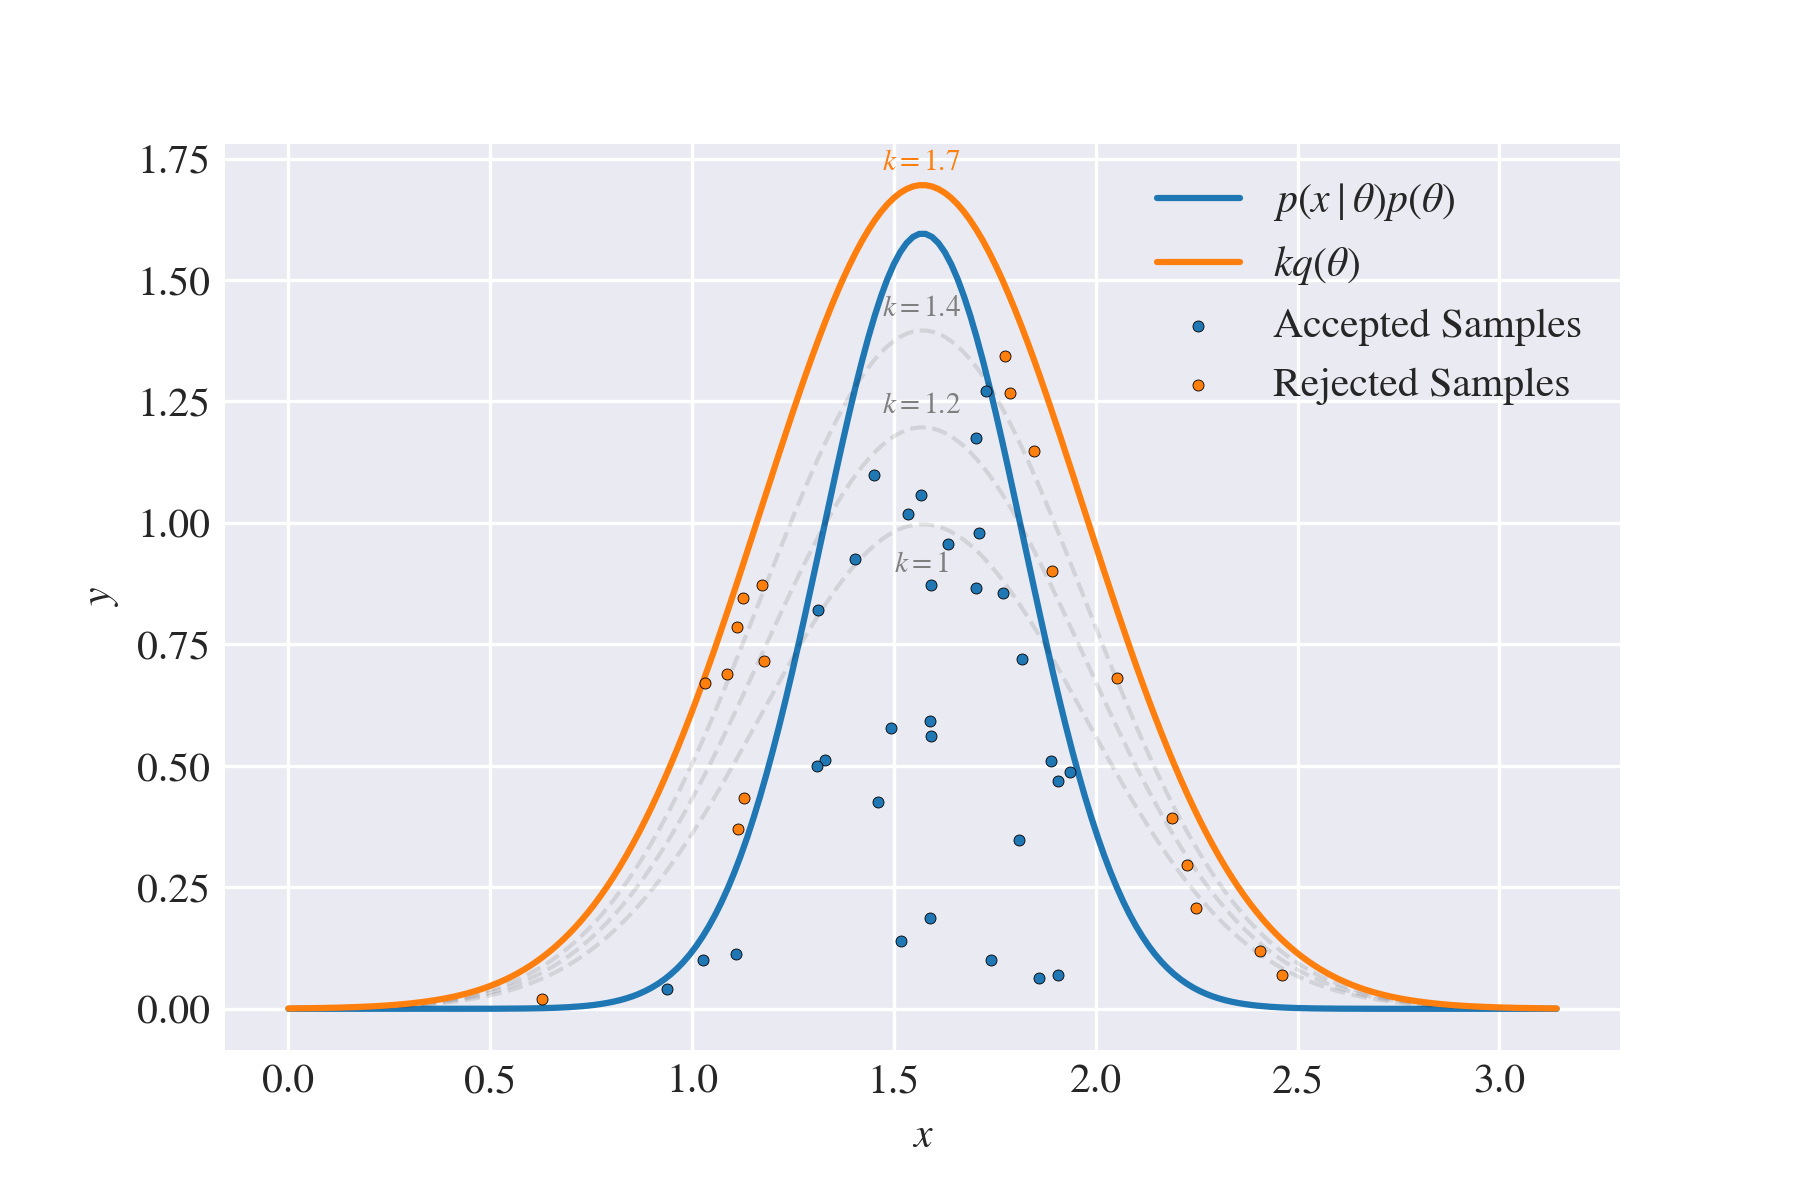 1.75
1.50
1.25
1.00
0.75
0.50
0.25
0.00
y
k = 1.7
k = 1.4
k = 1.2
k = 1
p(x | θ)p(θ)
kq(θ)
Accepted Samples
Rejected Samples
0.0 0.5 1.0 1.5 2.0 2.5 3.0
x